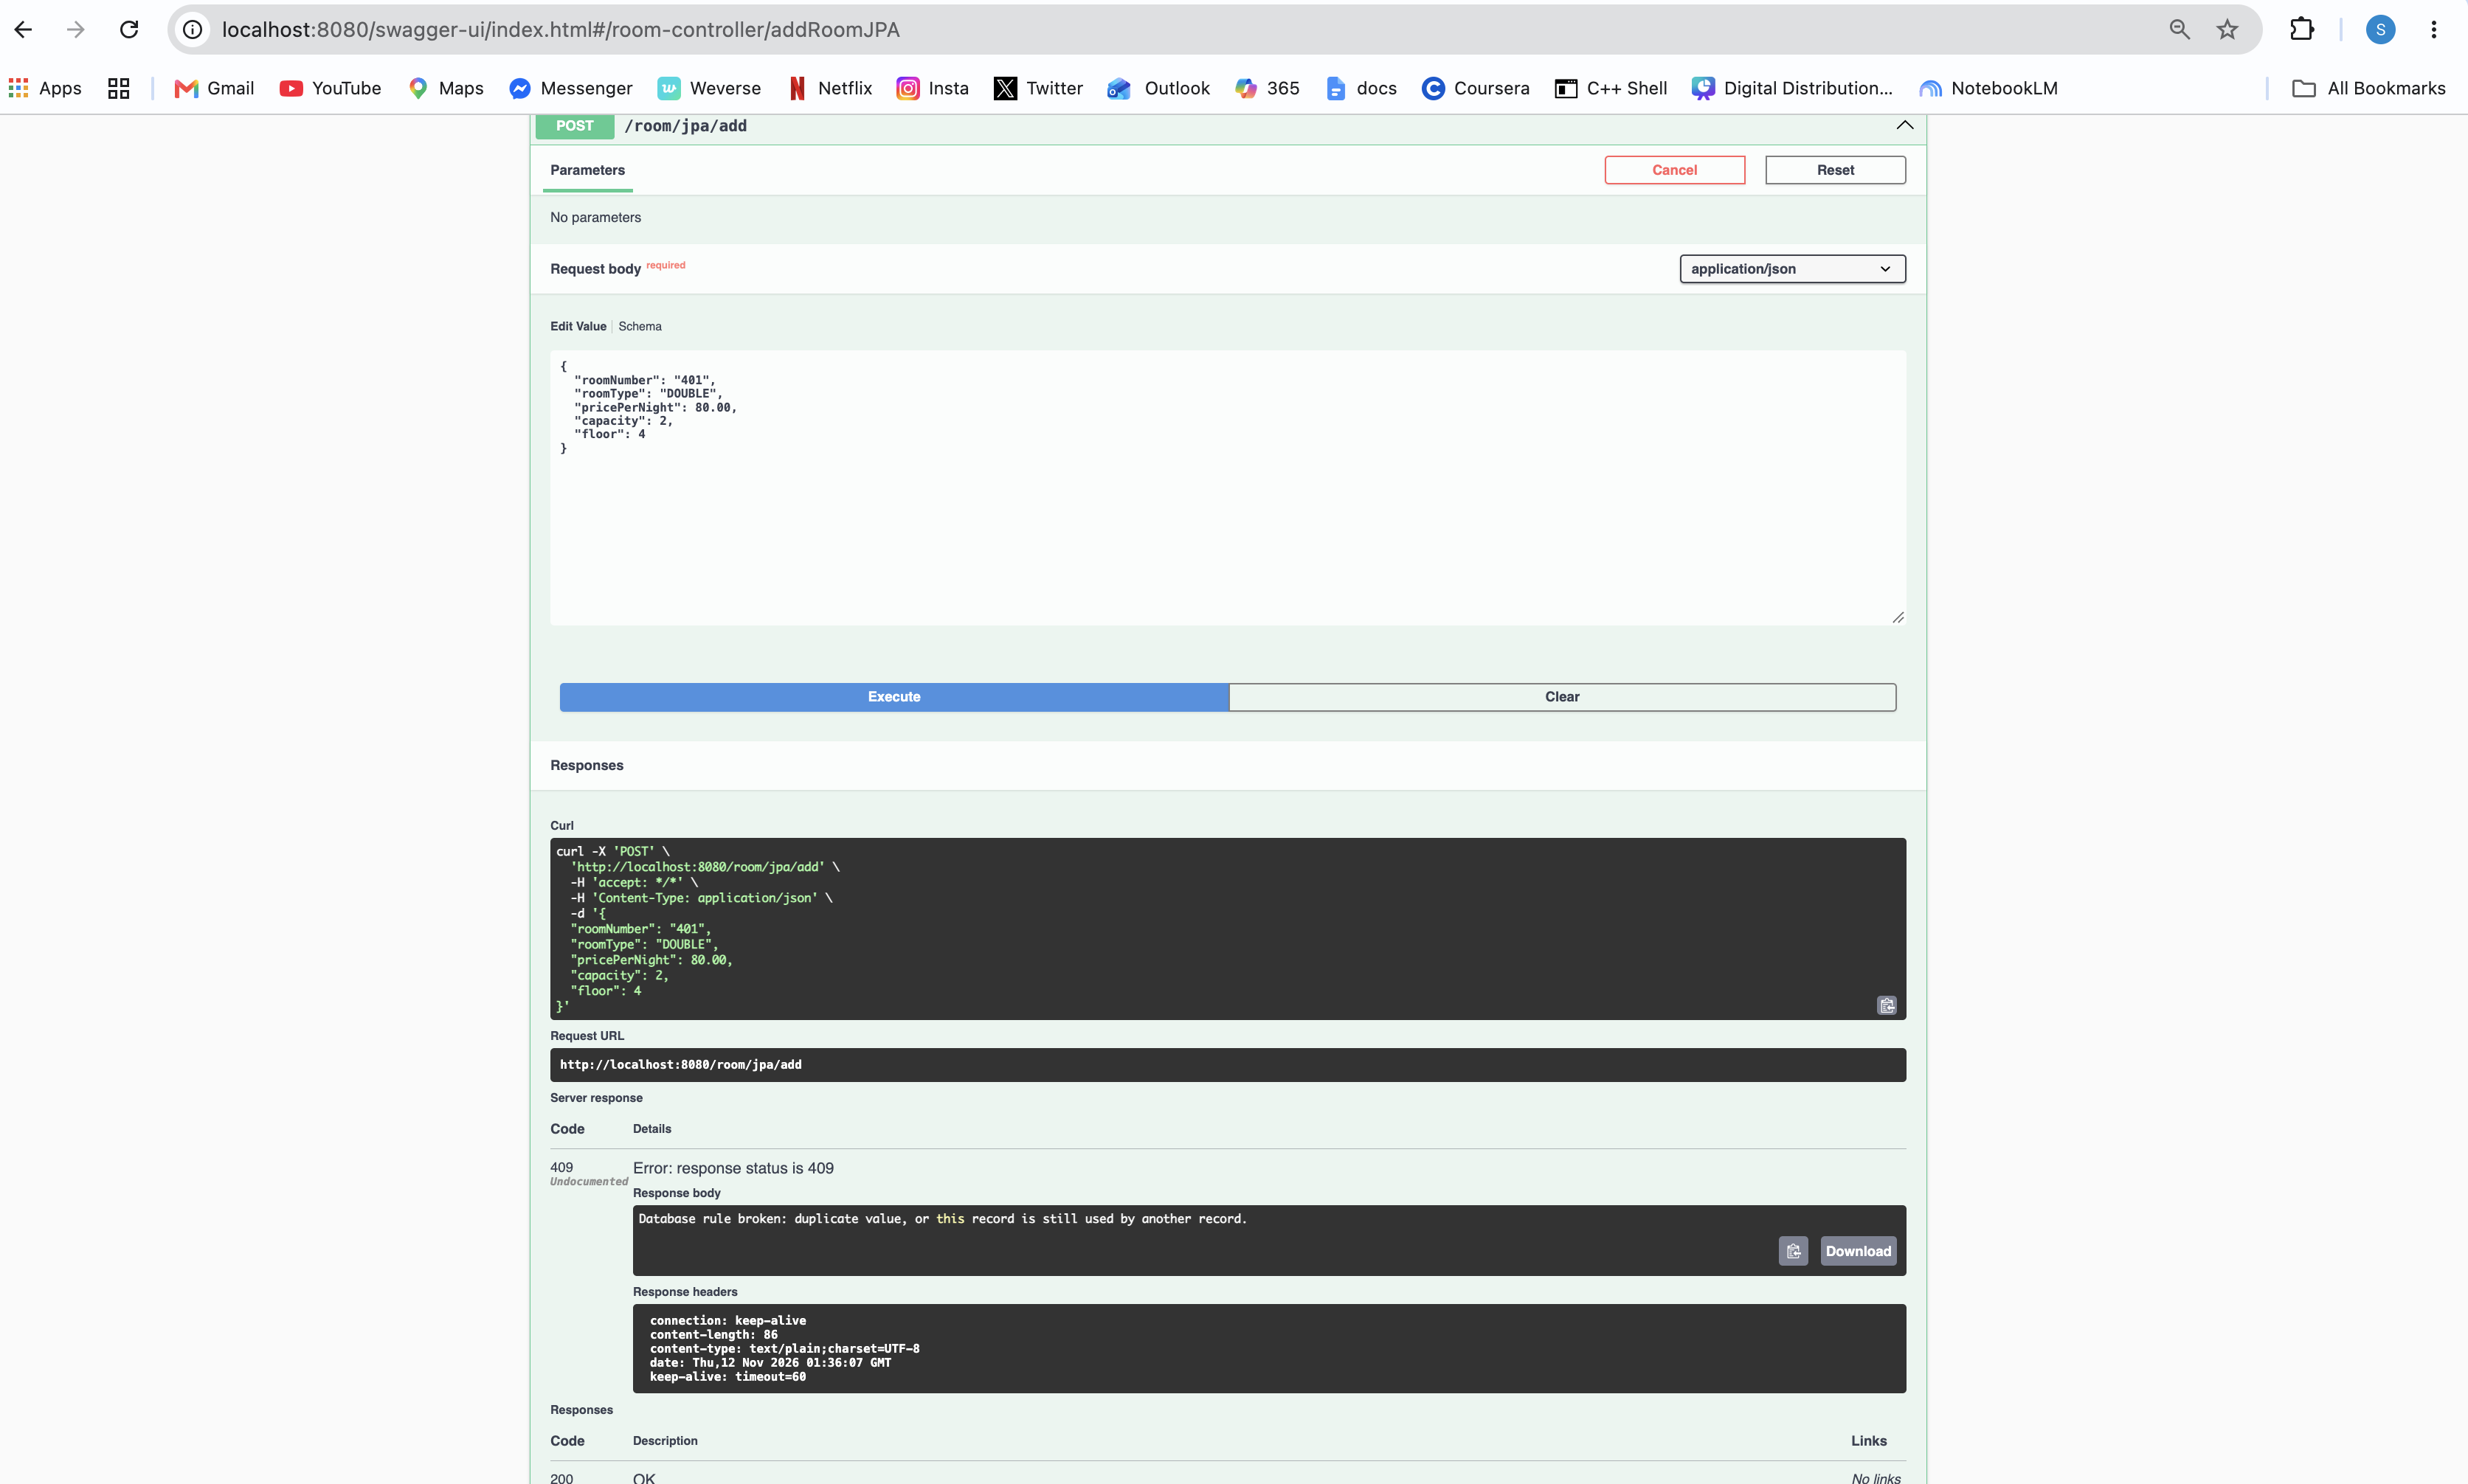 localhost:8080/swagger-ui/index.html#/room-controller/addRoomJPA
S
Apps Gmail YouTube Maps Messenger Weverse Netflix Insta Twitter Outlook 365 docs Coursera C++ Shell Digital Distribution... NotebookLM All Bookmarks
POST /room/jpa/add
Parameters
Cancel
Reset
No parameters
Request body required
application/json
Edit Value Schema
{
"roomNumber": "401",
"roomType": "DOUBLE",
"pricePerNight": 80.00,
"capacity": 2,
"floor": 4
}
Execute
Clear
Responses
Curl
curl -X 'POST' \
'http://localhost:8080/room/jpa/add' \
-H 'accept: */*' \
-H 'Content-Type: application/json' \
-d '{
"roomNumber": "401",
"roomType": "DOUBLE",
"pricePerNight": 80.00,
"capacity": 2,
"floor": 4
}'
Request URL
http://localhost:8080/room/jpa/add
Server response
Code Details
409 Error: response status is 409
Undocumented
Response body
Database rule broken: duplicate value, or this record is still used by another record.
Download
Response headers
connection: keep-alive
content-length: 86
content-type: text/plain;charset=UTF-8
date: Thu,12 Nov 2026 01:36:07 GMT
keep-alive: timeout=60
Responses
Code Description Links
200 OK No links